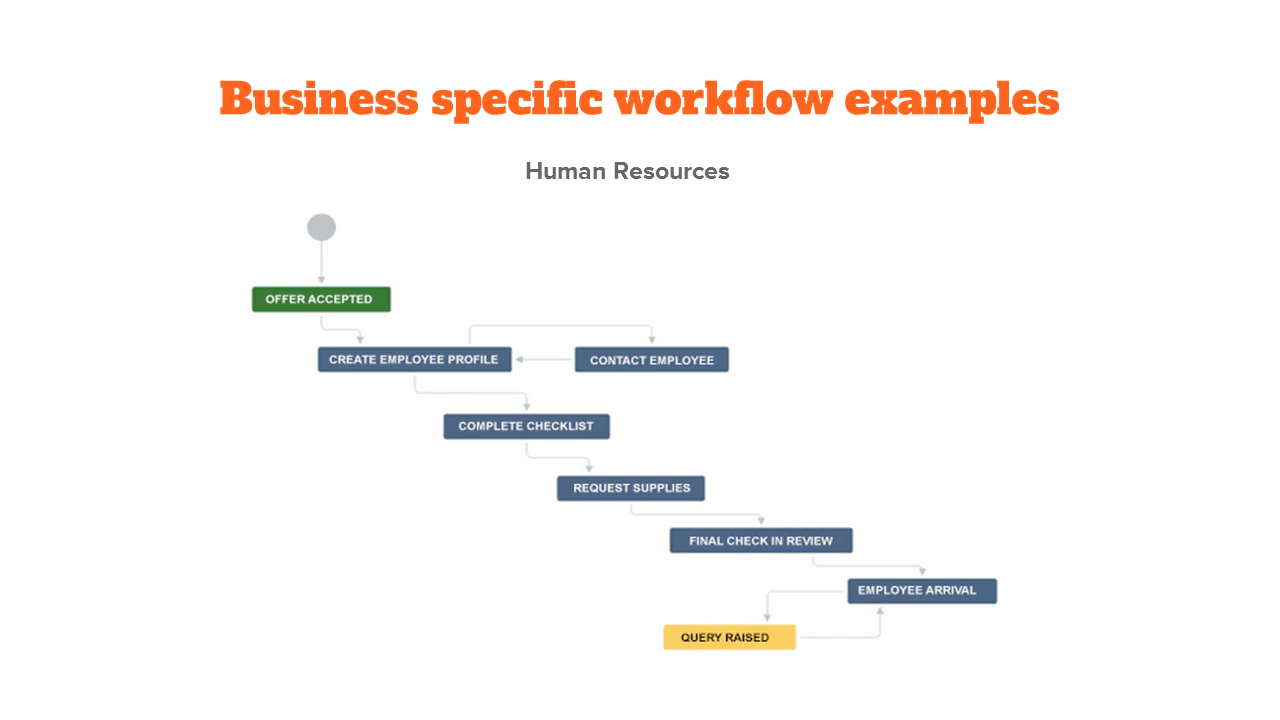 Business specific workflow examples
Human Resources
OFFER ACCEPTED
CREATE EMPLOYEE PROFILE
CONTACT EMPLOYEE
COMPLETE CHECKLIST
REQUEST SUPPLIES
FINAL CHECK IN REVIEW
EMPLOYEE ARRIVAL
QUERY RAISED